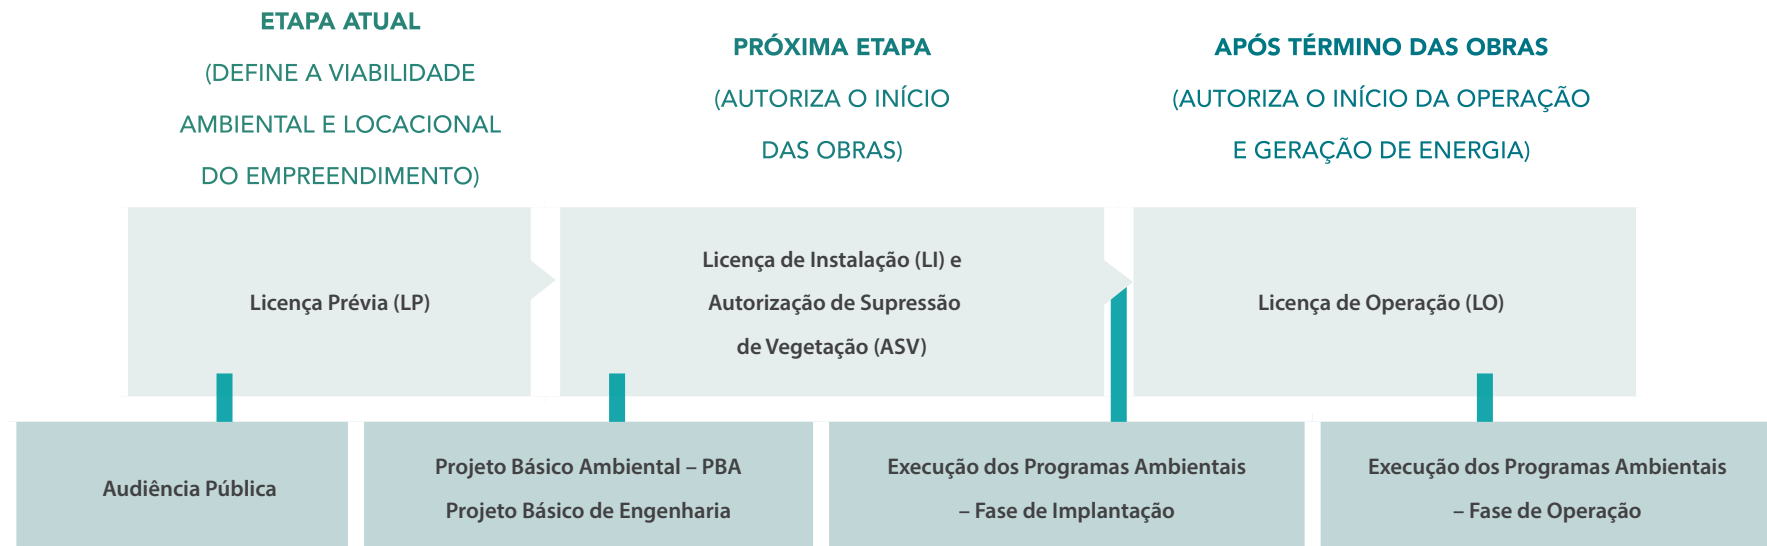 ETAPA ATUAL
(DEFINE A VIABILIDADE
AMBIENTAL E LOCACIONAL
DO EMPREENDIMENTO)
PRÓXIMA ETAPA
(AUTORIZA O INÍCIO
DAS OBRAS)
APÓS TÉRMINO DAS OBRAS
(AUTORIZA O INÍCIO DA OPERAÇÃO
E GERAÇÃO DE ENERGIA)
Licença Prévia (LP)
Licença de Instalação (LI) e
Autorização de Supressão
de Vegetação (ASV)
Licença de Operação (LO)
Audiência Pública
Projeto Básico Ambiental – PBA
Projeto Básico de Engenharia
Execução dos Programas Ambientais
– Fase de Implantação
Execução dos Programas Ambientais
– Fase de Operação